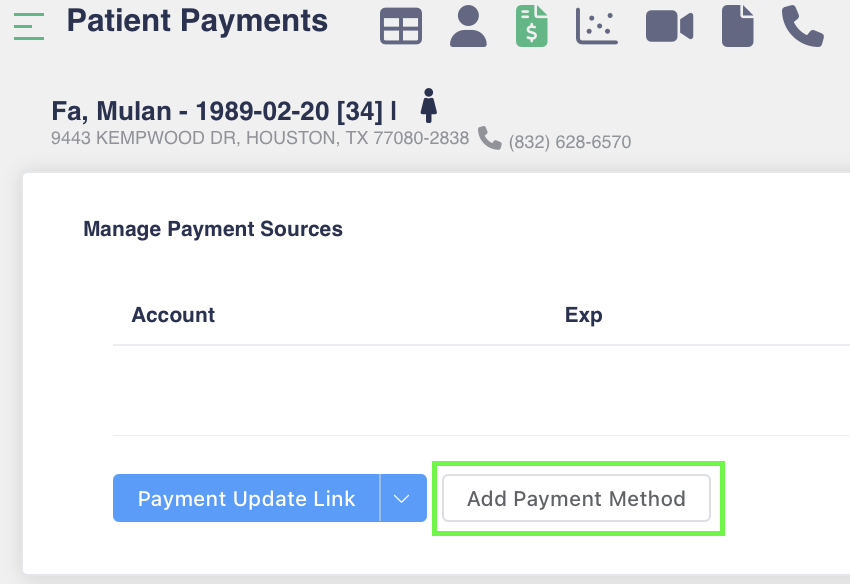 Patient Payments
Fa, Mulan - 1989-02-20 [34] |
9443 KEMPWOOD DR, HOUSTON, TX 77080-2838 (832) 628-6570
Manage Payment Sources
Account Exp
Payment Update Link Add Payment Method